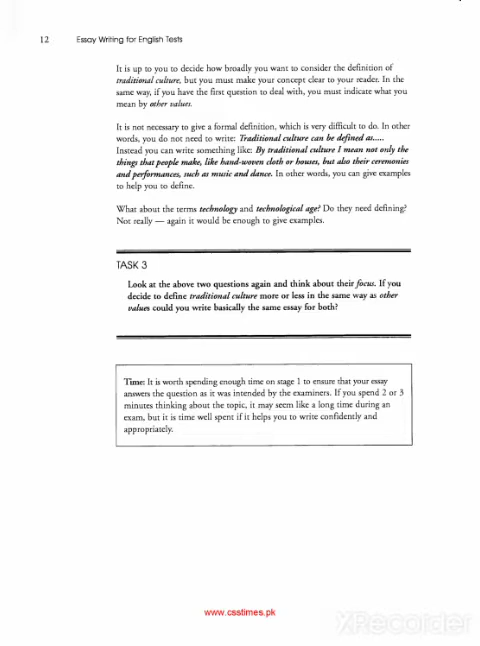 12 Essay Writing for English Tests
It is up to you to decide how broadly you want to consider the definition of
traditional culture, but you must make your concept clear to your reader. In the
same way, if you have the first question to deal with, you must indicate what you
mean by other values.
It is not necessary to give a formal definition, which is very difficult to do. In other
words, you do not need to write: Traditional culture can be defined as.....
Instead you can write something like: By traditional culture I mean not only the
things that people make, like hand-woven cloth or houses, but also their ceremonies
and performances, such as music and dance. In other words, you can give examples
to help you to define.
What about the terms technology and technological age? Do they need defining?
Not really — again it would be enough to give examples.
TASK 3
Look at the above two questions again and think about their focus. If you
decide to define traditional culture more or less in the same way as other
values could you write basically the same essay for both?
Time: It is worth spending enough time on stage 1 to ensure that your essay
answers the question as it was intended by the examiners. If you spend 2 or 3
minutes thinking about the topic, it may seem like a long time during an
exam, but it is time well spent if it helps you to write confidently and
appropriately.
www.csstimes.pk
XRecorder